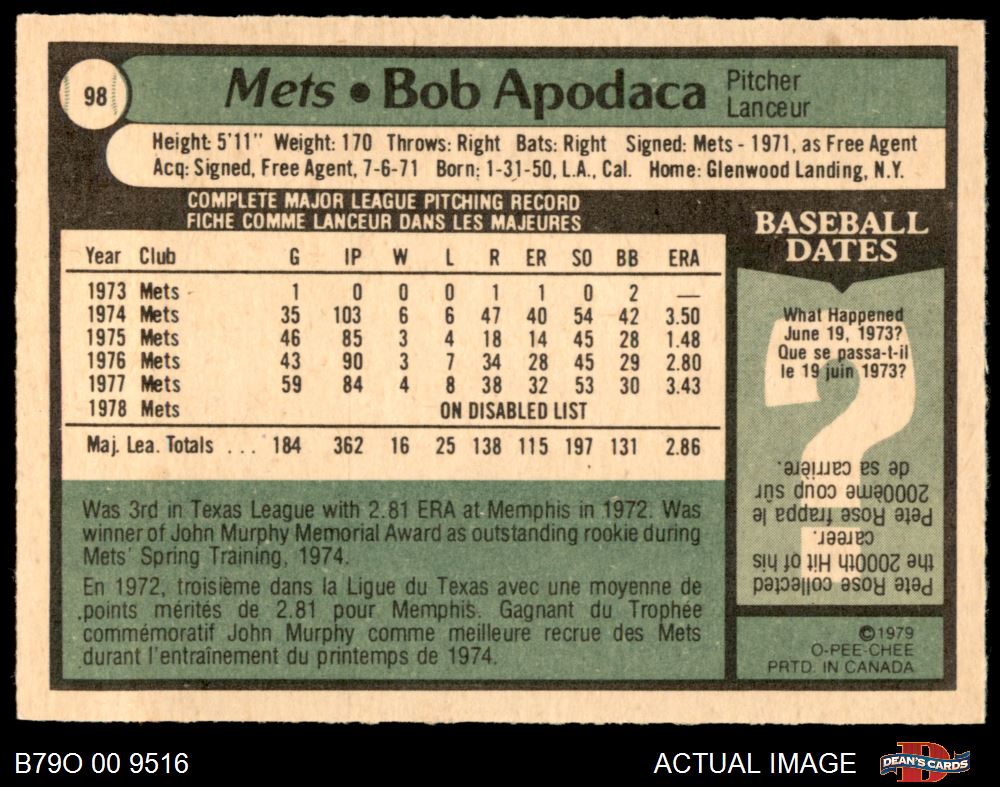 98
Mets • Bob Apodaca
Pitcher
Lanceur
Height: 5'11" Weight: 170 Throws: Right Bats: Right Signed: Mets - 1971, as Free Agent
Acq: Signed, Free Agent, 7-6-71 Born: 1-31-50, L.A., Cal. Home: Glenwood Landing, N.Y.
COMPLETE MAJOR LEAGUE PITCHING RECORD
FICHE COMME LANCEUR DANS LES MAJEURES
Year Club G IP W L R ER SO BB ERA
1973 Mets 1 0 0 0 1 1 0 2 —
1974 Mets 35 103 6 6 47 40 54 42 3.50
1975 Mets 46 85 3 4 18 14 45 28 1.48
1976 Mets 43 90 3 7 34 28 45 29 2.80
1977 Mets 59 84 4 8 38 32 53 30 3.43
1978 Mets ON DISABLED LIST
Maj. Lea. Totals . . . 184 362 16 25 138 115 197 131 2.86
Was 3rd in Texas League with 2.81 ERA at Memphis in 1972. Was
winner of John Murphy Memorial Award as outstanding rookie during
Mets' Spring Training, 1974.
En 1972, troisième dans la Ligue du Texas avec une moyenne de
points mérités de 2.81 pour Memphis. Gagnant du Trophée
commémoratif John Murphy comme meilleure recrue des Mets
durant l'entraînement du printemps de 1974.
BASEBALL
DATES
What Happened
June 19, 1973?
Que se passa-t-il
le 19 juin 1973?
Pete Rose collected
the 2000th Hit of his
career.
Pete Rose frappa le
2000ème coup sûr
de sa carrière.
©1979
O-PEE-CHEE
PRTD. IN CANADA
B79O 00 9516
ACTUAL IMAGE
D
DEAN'S CARDS